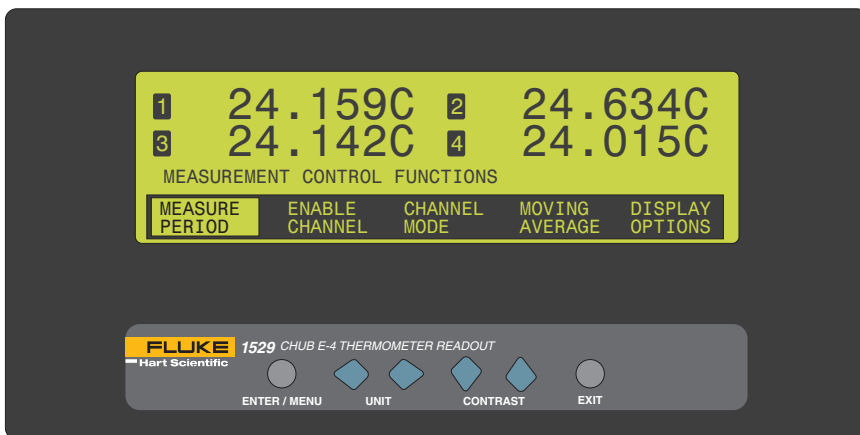 1 24.159C 2 24.634C
3 24.142C 4 24.015C
MEASUREMENT CONTROL FUNCTIONS
MEASURE ENABLE CHANNEL MOVING DISPLAY
PERIOD CHANNEL MODE AVERAGE OPTIONS
FLUKE 1529 CHUB E-4 THERMOMETER READOUT
Hart Scientific
ENTER / MENU UNIT CONTRAST EXIT